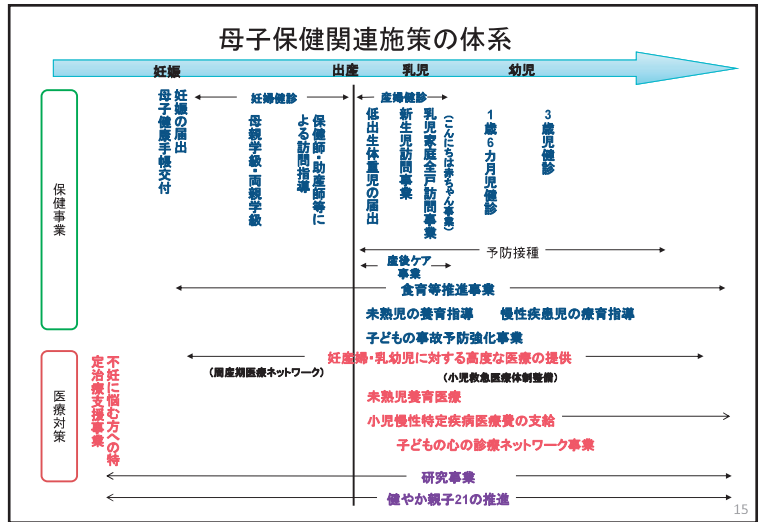 母子保健関連施策の体系
妊娠
出産
乳児
幼児
保健事業
妊娠の届出
母子健康手帳交付
妊婦健診
母親学級・両親学級
保健師・助産師等に
よる訪問指導
産婦健診
低出生体重児の届出
新生児訪問事業
乳児家庭全戸訪問事業
(こんにちは赤ちゃん事業)
1歳6カ月児健診
3歳児健診
予防接種
産後ケア
事業
食育等推進事業
未熟児の養育指導
慢性疾患児の療育指導
子どもの事故予防強化事業
医療対策
不妊に悩む方への特
定治療支援事業
妊産婦・乳幼児に対する高度な医療の提供
(周産期医療ネットワーク)
(小児救急医療体制整備)
未熟児養育医療
小児慢性特定疾病医療費の支給
子どもの心の診療ネットワーク事業
研究事業
健やか親子21の推進
15